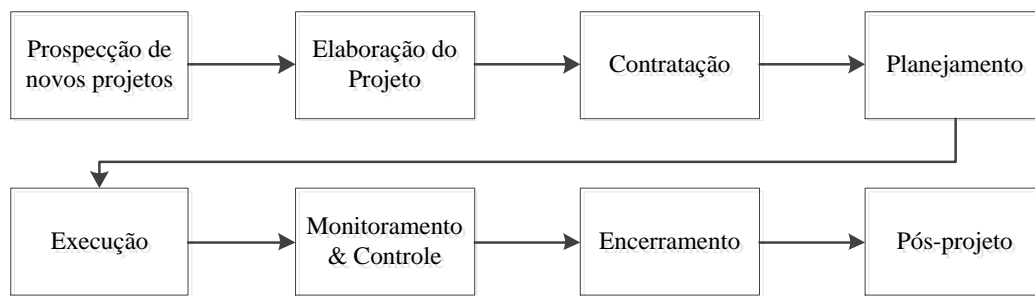 Prospecção de
novos projetos
Elaboração do
Projeto
Contratação
Planejamento
Execução
Monitoramento
& Controle
Encerramento
Pós-projeto